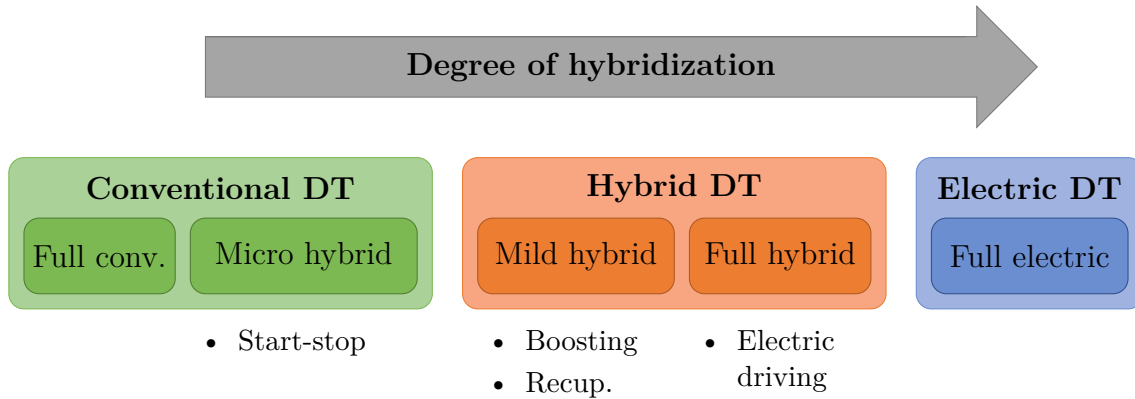 Degree of hybridization
Conventional DT
Hybrid DT
Electric DT
Full conv.
Micro hybrid
Mild hybrid
Full hybrid
Full electric
• Start-stop
• Boosting
• Recup.
• Electric
driving